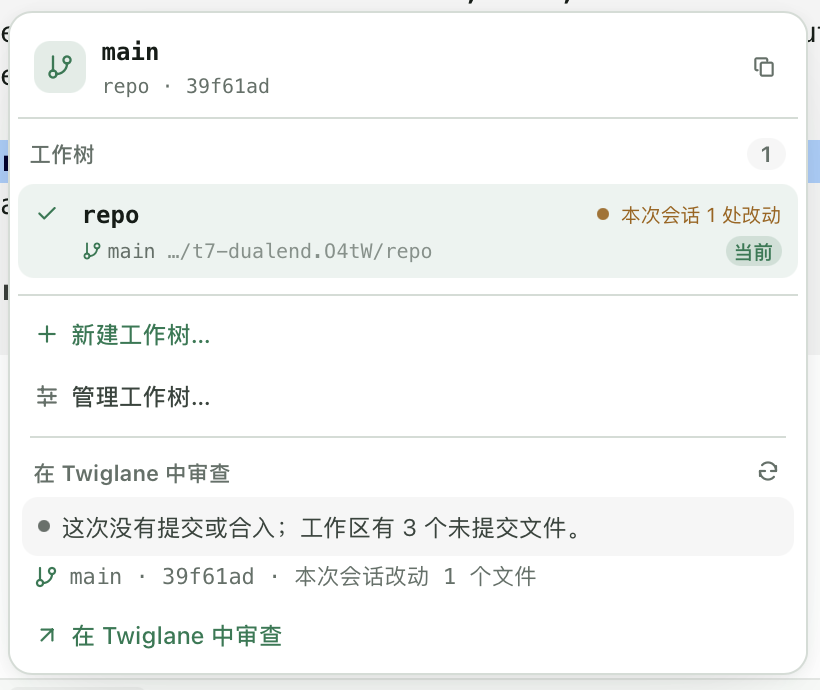 main
repo · 39f61ad
工作树 1
repo 本次会话 1 处改动
main …/t7-dualend.O4tW/repo 当前
新建工作树...
管理工作树...
在 Twiglane 中审查
这次没有提交或合入；工作区有 3 个未提交文件。
main · 39f61ad · 本次会话改动 1 个文件
在 Twiglane 中审查